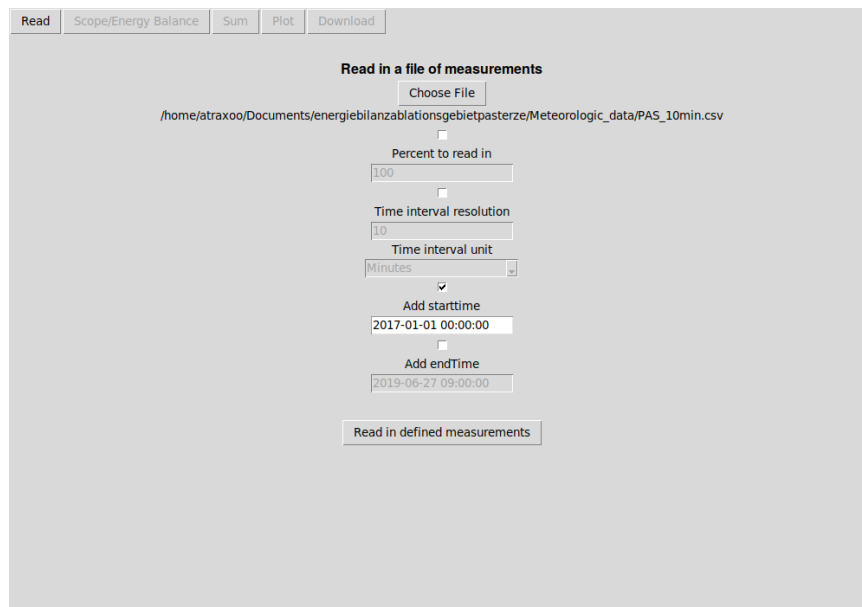 Read Scope/Energy Balance Sum Plot Download
Read in a file of measurements
Choose File
/home/atraxoo/Documents/energiebilanzablationsgebietpasterze/Meteorologic_data/PAS_10min.csv
Percent to read in
100
Time interval resolution
10
Time interval unit
Minutes
Add starttime
2017-01-01 00:00:00
Add endTime
2019-06-27 09:00:00
Read in defined measurements